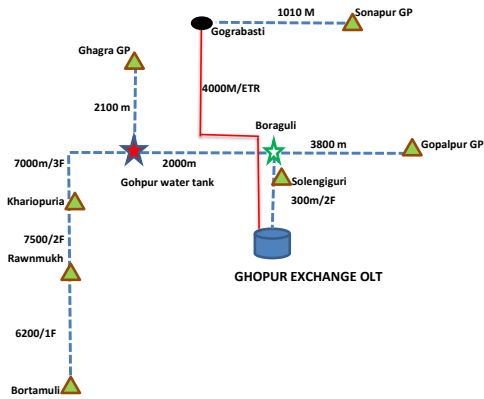 1010 M
Sonapur GP
Gograbasti
Ghagra GP
4000M/ETR
2100 m
Boraguli
3800 m
Gopalpur GP
7000m/3F
2000m
Gohpur water tank
Solengiguri
300m/2F
Khariopuria
7500/2F
Rawnmukh
GHOPUR EXCHANGE OLT
6200/1F
Bortamuli